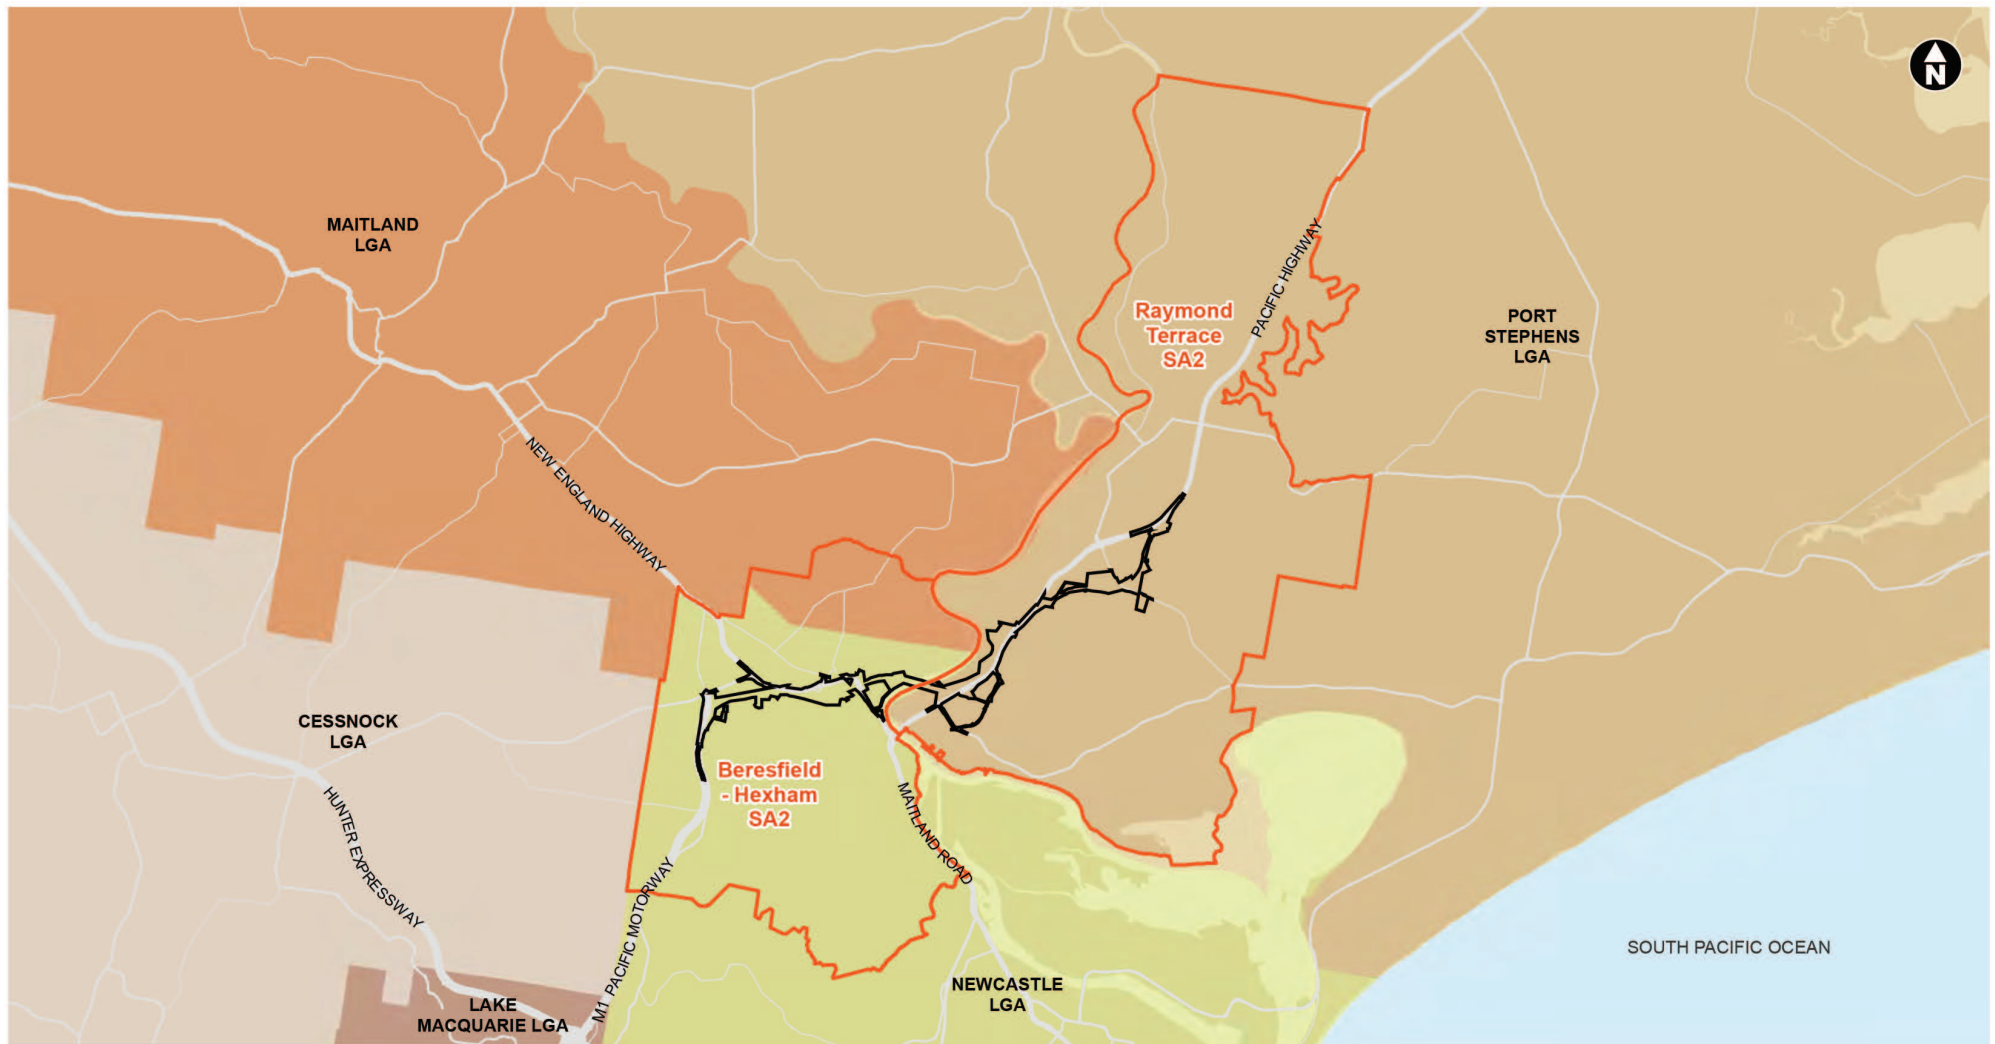 N
MAITLAND
LGA
PACIFIC HIGHWAY
Raymond
Terrace
SA2
PORT
STEPHENS
LGA
NEW ENGLAND HIGHWAY
CESSNOCK
LGA
Beresfield
- Hexham
SA2
HUNTER EXPRESSWAY
MAITLAND ROAD
M1 PACIFIC MOTORWAY
SOUTH PACIFIC OCEAN
NEWCASTLE
LGA
LAKE
MACQUARIE LGA